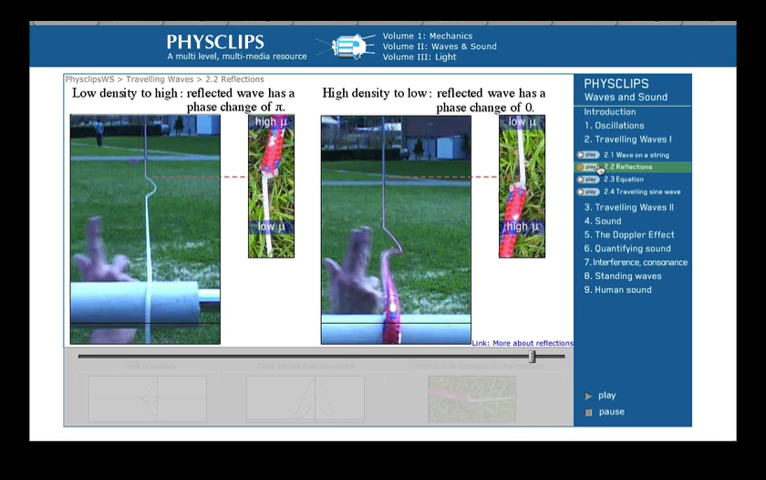 PHYSCLIPS
A multi level, multi-media resource
Volume 1: Mechanics
Volume II: Waves & Sound
Volume III: Light
PhysclipsWS > Travelling Waves > 2.2 Reflections
Low density to high : reflected wave has a
phase change of π.
High density to low : reflected wave has a
phase change of 0.
high μ
low μ
low μ
high μ
Link: More about reflections
PHYSCLIPS
Waves and Sound
Introduction
1. Oscillations
2. Travelling Waves I
play 2.1 Wave on a string
play 2.2 Reflections
play 2.3 Equation
play 2.4 Travelling sine wave
3. Travelling Waves II
4. Sound
5. The Doppler Effect
6. Quantifying sound
7. Interference, consonance
8. Standing waves
9. Human sound
play
pause